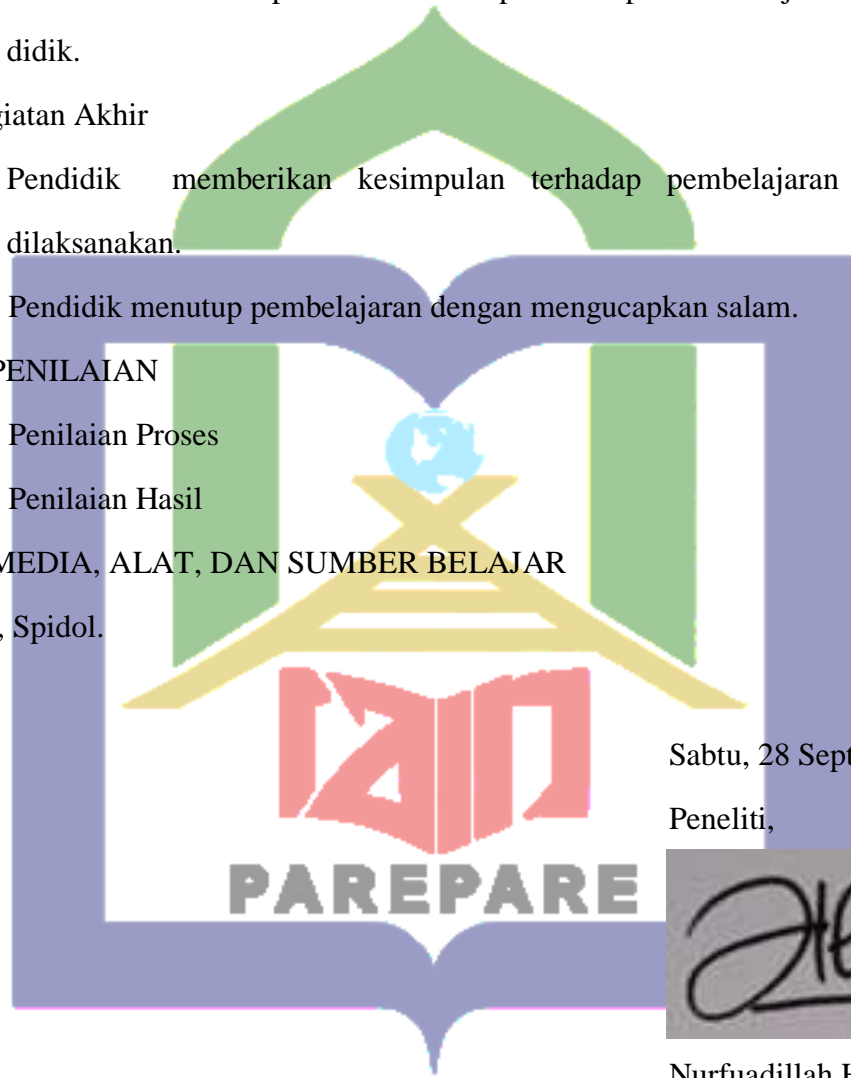 didik.
giatan Akhir
Pendidik memberikan kesimpulan terhadap pembelajaran
dilaksanakan.
Pendidik menutup pembelajaran dengan mengucapkan salam.
PENILAIAN
Penilaian Proses
Penilaian Hasil
MEDIA, ALAT, DAN SUMBER BELAJAR
, Spidol.
iain
PAREPARE
Sabtu, 28 Sept
Peneliti,